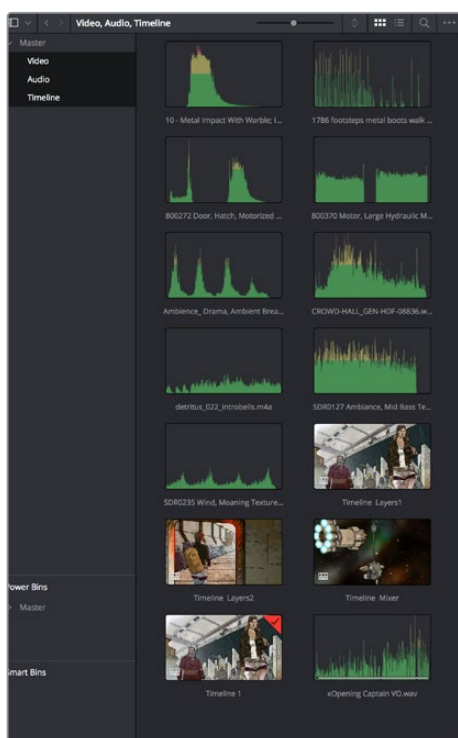 Video, Audio, Timeline
Master
Video
Audio
Timeline
10 - Metal Impact With Warble; I...
1786 footsteps metal boots walk ...
800272 Door, Hatch, Motorized ...
800370 Motor, Large Hydraulic M...
Ambience_ Drama, Ambient Brea...
CROWD-HALL_GEN-HDF-08836.w...
detritus_022_introbells.m4a
SDR0127 Ambiance, Mid Bass Te...
SDR0235 Wind, Moaning Texture...
Timeline Layers1
Timeline Layers2
Timeline Mixer
Timeline 1
xOpening Captain VO.wav
ower Bins
Master
mart Bins